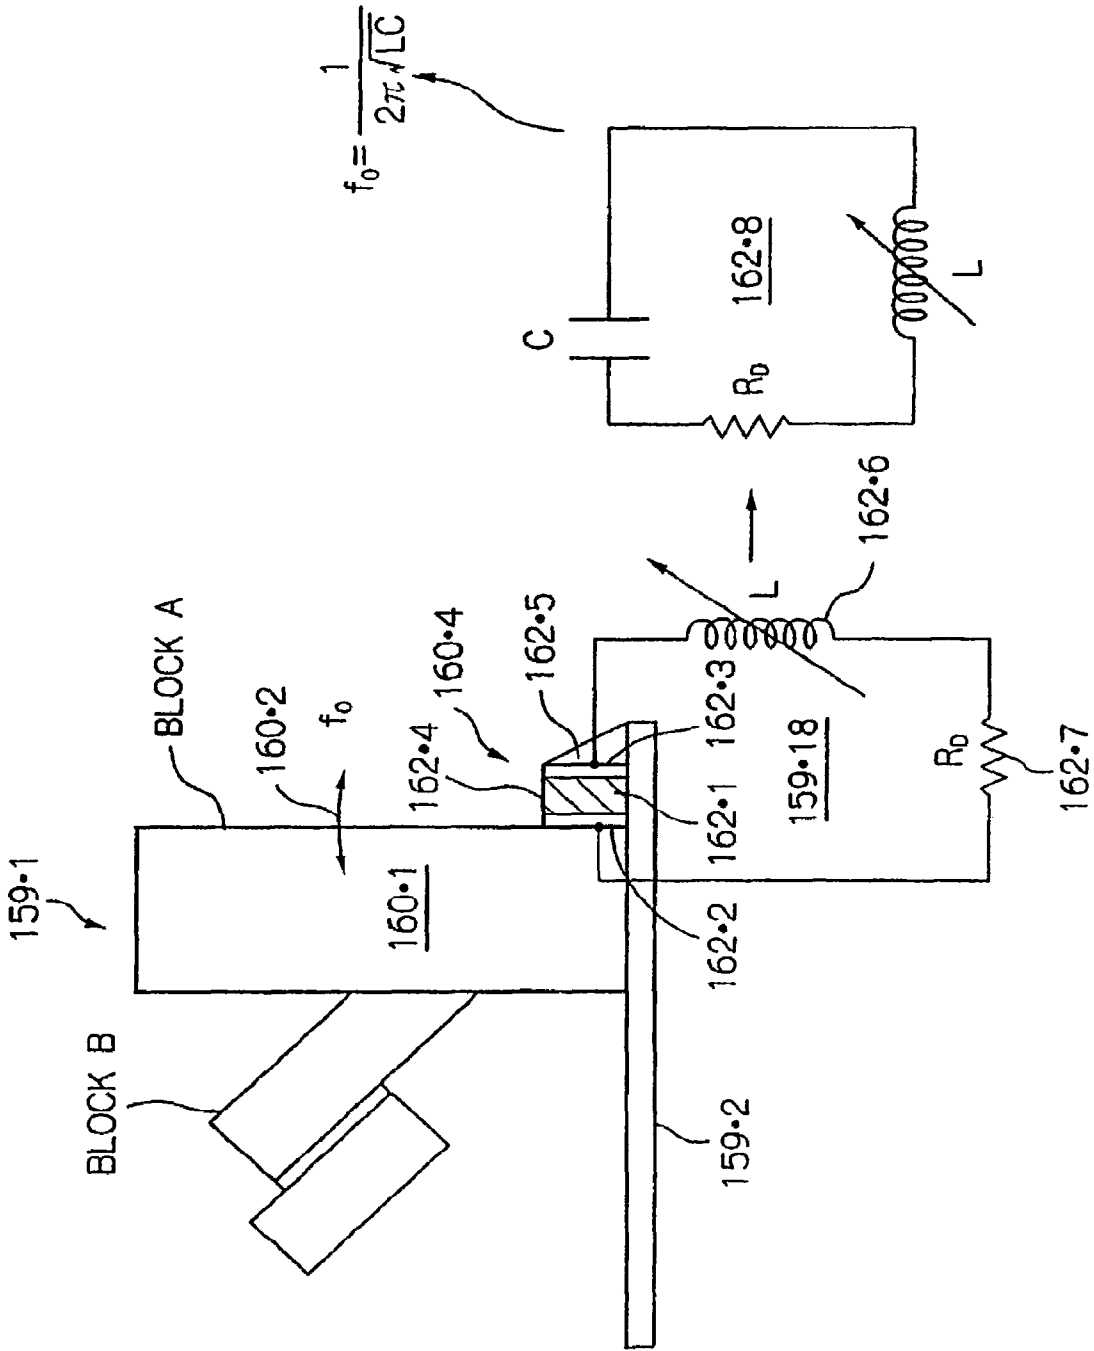 159•1
BLOCK A
BLOCK B
160•2
f₀
160•1
160•4
162•4
162•5
162•3
162•1
162•2
159•2
159•18
L
162•6
R_D
162•7
C
R_D
162•8
L
f₀ = 1 / 2π√LC